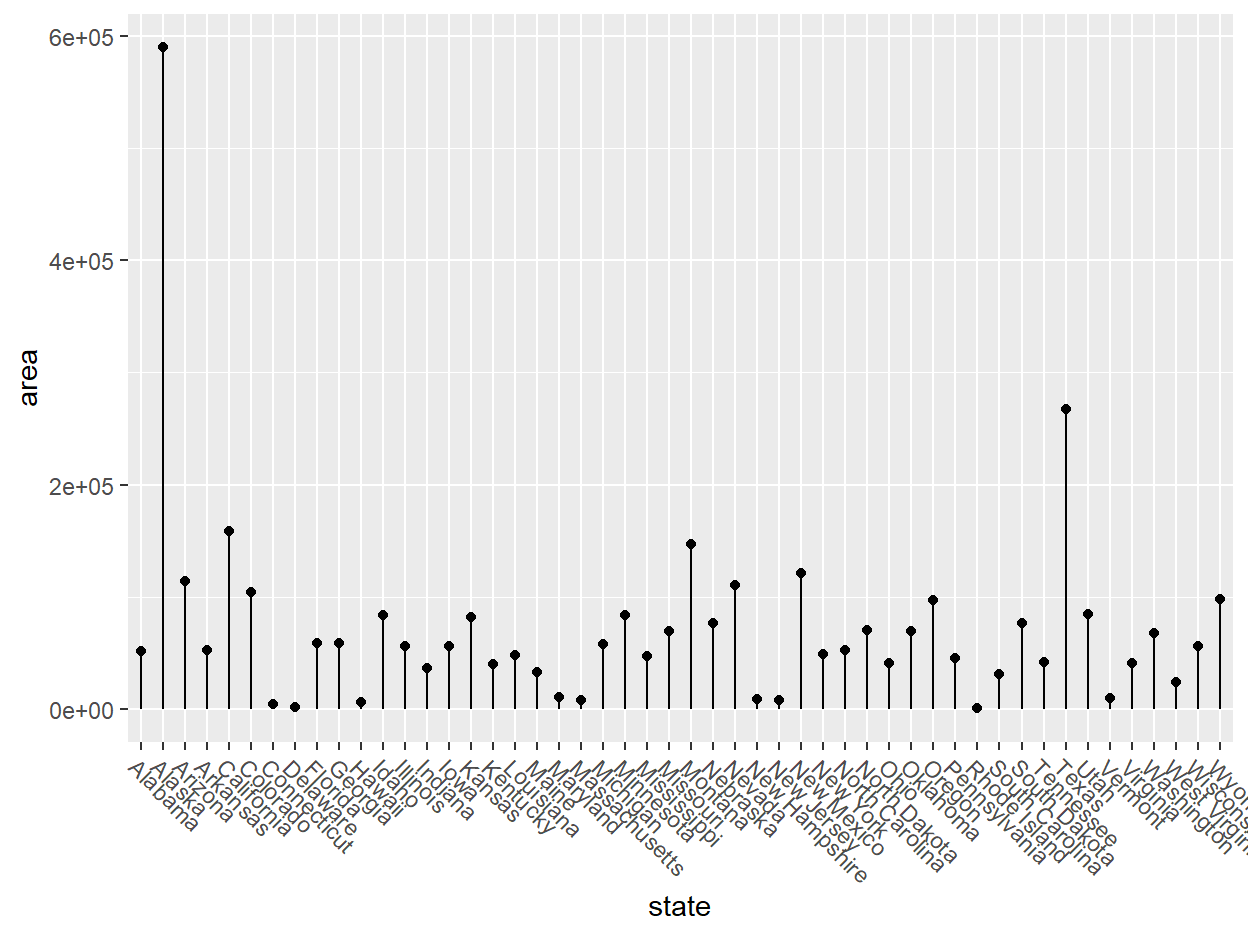 6e+05
4e+05
2e+05
0e+00
area
Alabama
Alaska
Arizona
Arkansas
California
Colorado
Connecticut
Delaware
Florida
Georgia
Hawaii
Idaho
Illinois
Indiana
Iowa
Kansas
Kentucky
Louisiana
Maine
Maryland
Massachusetts
Michigan
Minnesota
Mississippi
Missouri
Montana
Nebraska
Nevada
New Hampshire
New Jersey
New Mexico
New York
North Carolina
North Dakota
Ohio
Oklahoma
Oregon
Pennsylvania
Rhode Island
South Carolina
South Dakota
Tennessee
Texas
Utah
Vermont
Virginia
Washington
West Virgin
Wiscons
Wyon
state